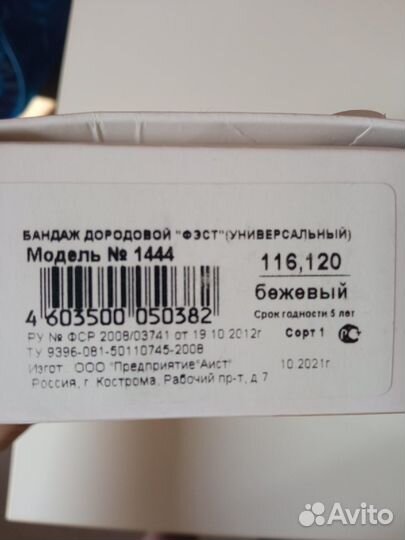 БАНДАЖ ДОРОДОВОЙ "ФЭСТ"(УНИВЕРСАЛЬНЫЙ)
Модель № 1444
116,120
бежевый
4 603500 050382
Срок годности 5 лет
РУ № ФСР 2008/03741 от 19.10.2012г
Сорт 1
РСТ
ТУ 9396-081-50110745-2008
Изгот . ООО "Предприятие"Аист"
10.2021г
Россия, г Кострома, Рабочий пр-т, д 7
Avito